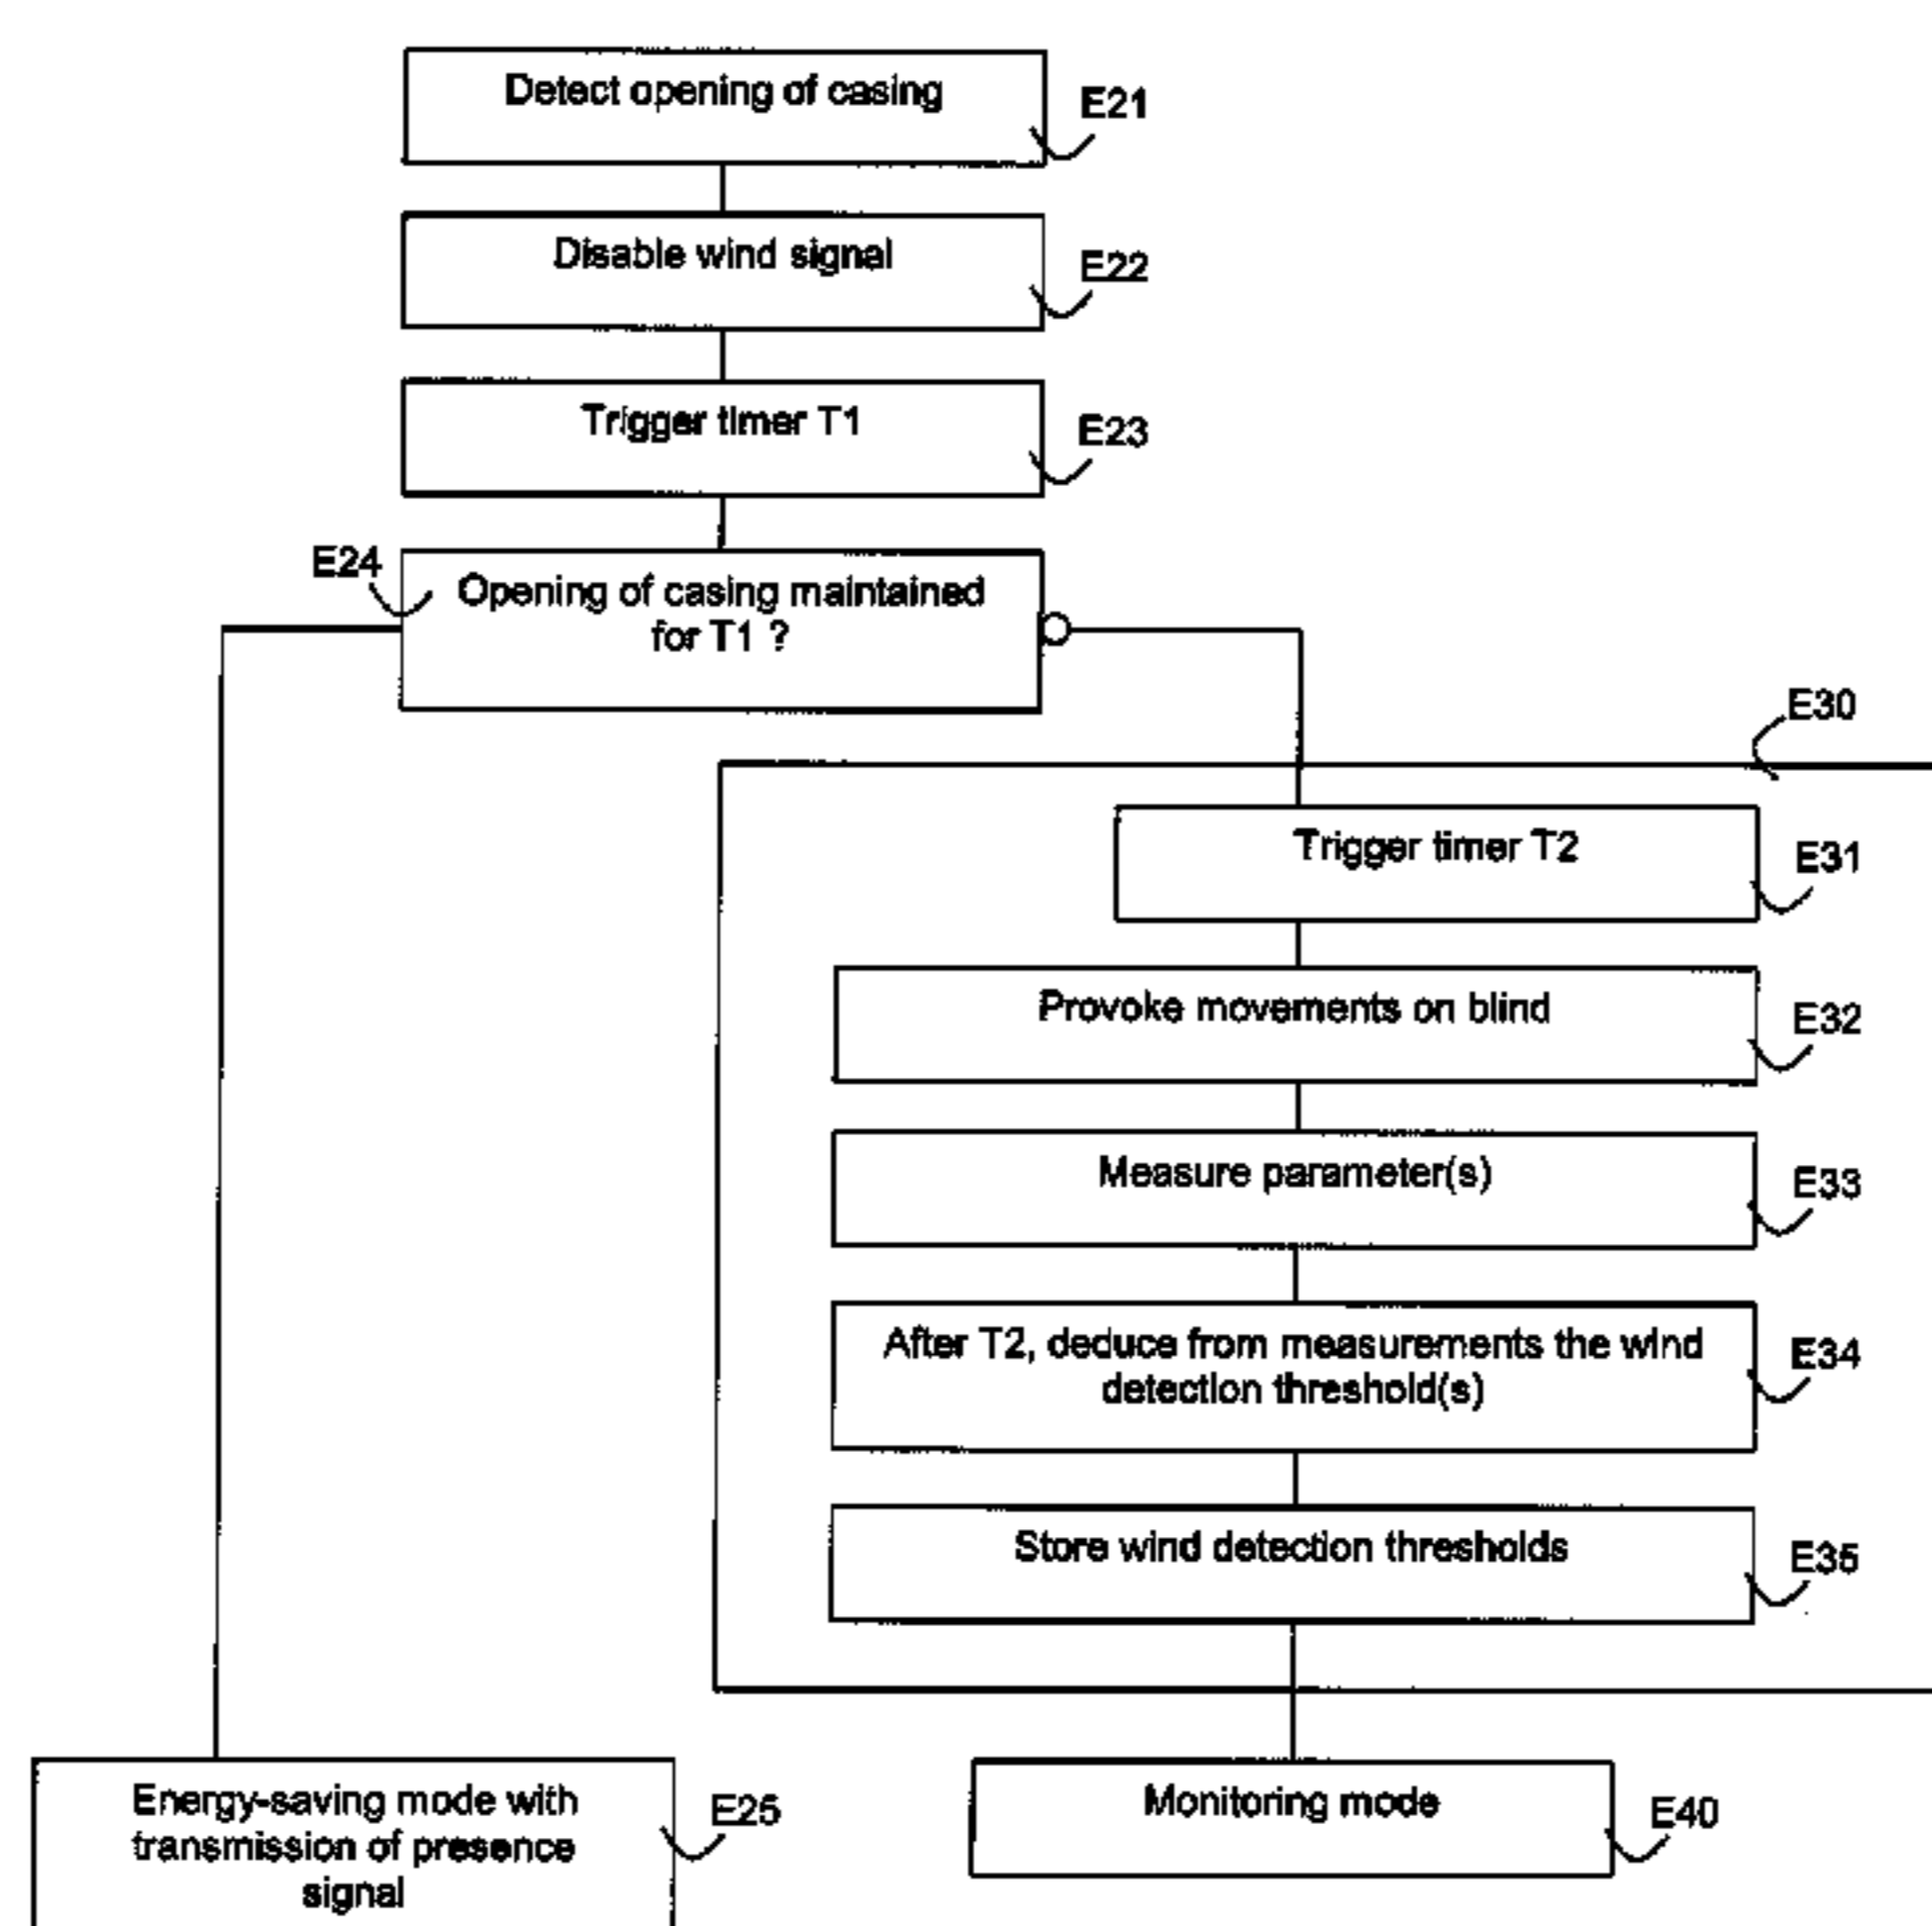 Detect opening of casing
E21
Disable wind signal
E22
Trigger timer T1
E23
E24
Opening of casing maintained
for T1 ?
E30
Trigger timer T2
E31
Provoke movements on blind
E32
Measure parameter(s)
E33
After T2, deduce from measurements the wind
detection threshold(s)
E34
Store wind detection thresholds
E35
Energy-saving mode with
transmission of presence
signal
E25
Monitoring mode
E40